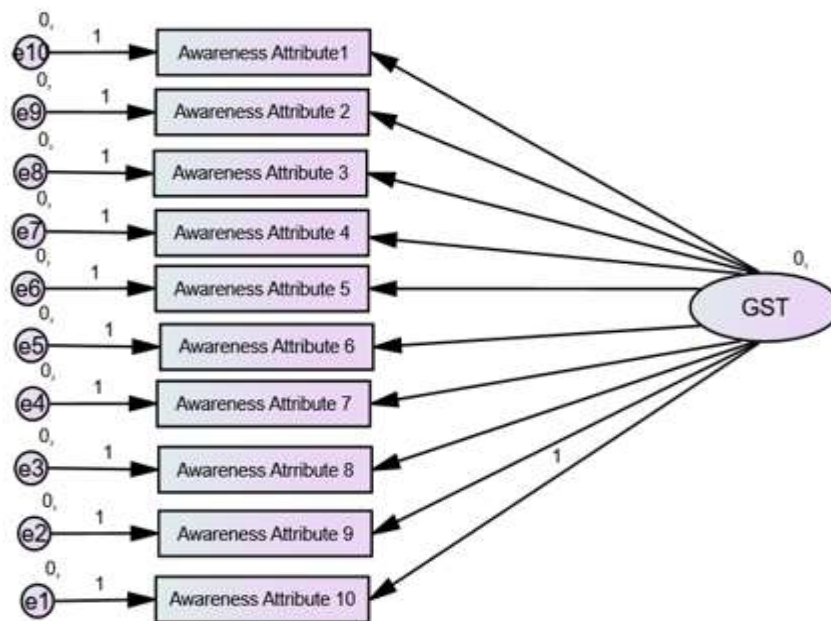 0,
e10 1 Awareness Attribute1
0,
e9 1 Awareness Attribute 2
0,
e8 1 Awareness Attribute 3
0,
e7 1 Awareness Attribute 4
0,
e6 1 Awareness Attribute 5
0,
e5 1 Awareness Attribute 6
0,
e4 1 Awareness Attribute 7
0,
e3 1 Awareness Atrribute 8
0,
e2 1 Awareness Attribute 9
0,
e1 1 Awareness Attribute 10
0,
GST
1